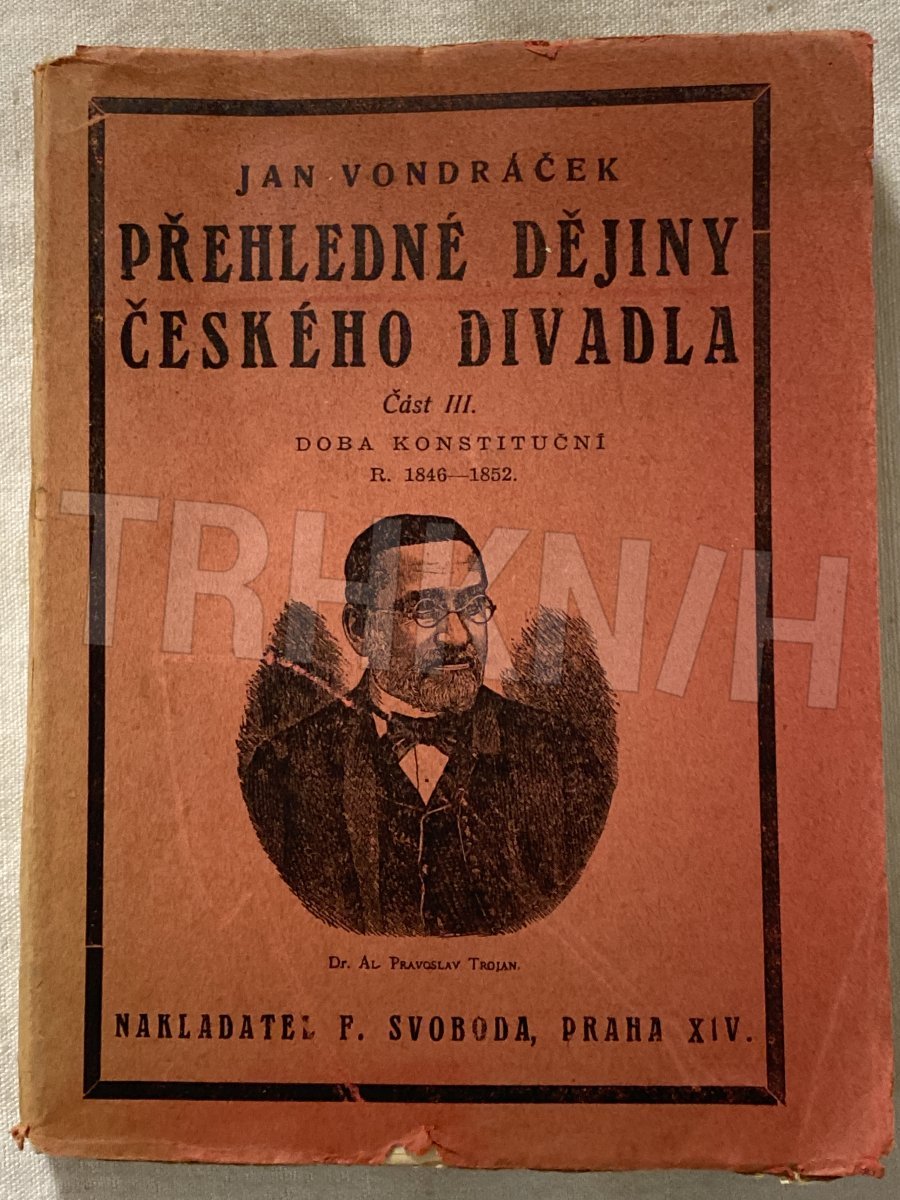 JAN VONDRÁČEK
PŘEHLEDNÉ DĚJINY
ČESKÉHO DIVADLA
Část III.
DOBA KONSTITUČNÍ
R. 1846—1852.
TRHKN/H
Dr. Al. Pravoslav Trojan.
NAKLADATEL F. SVOBODA, PRAHA XIV.